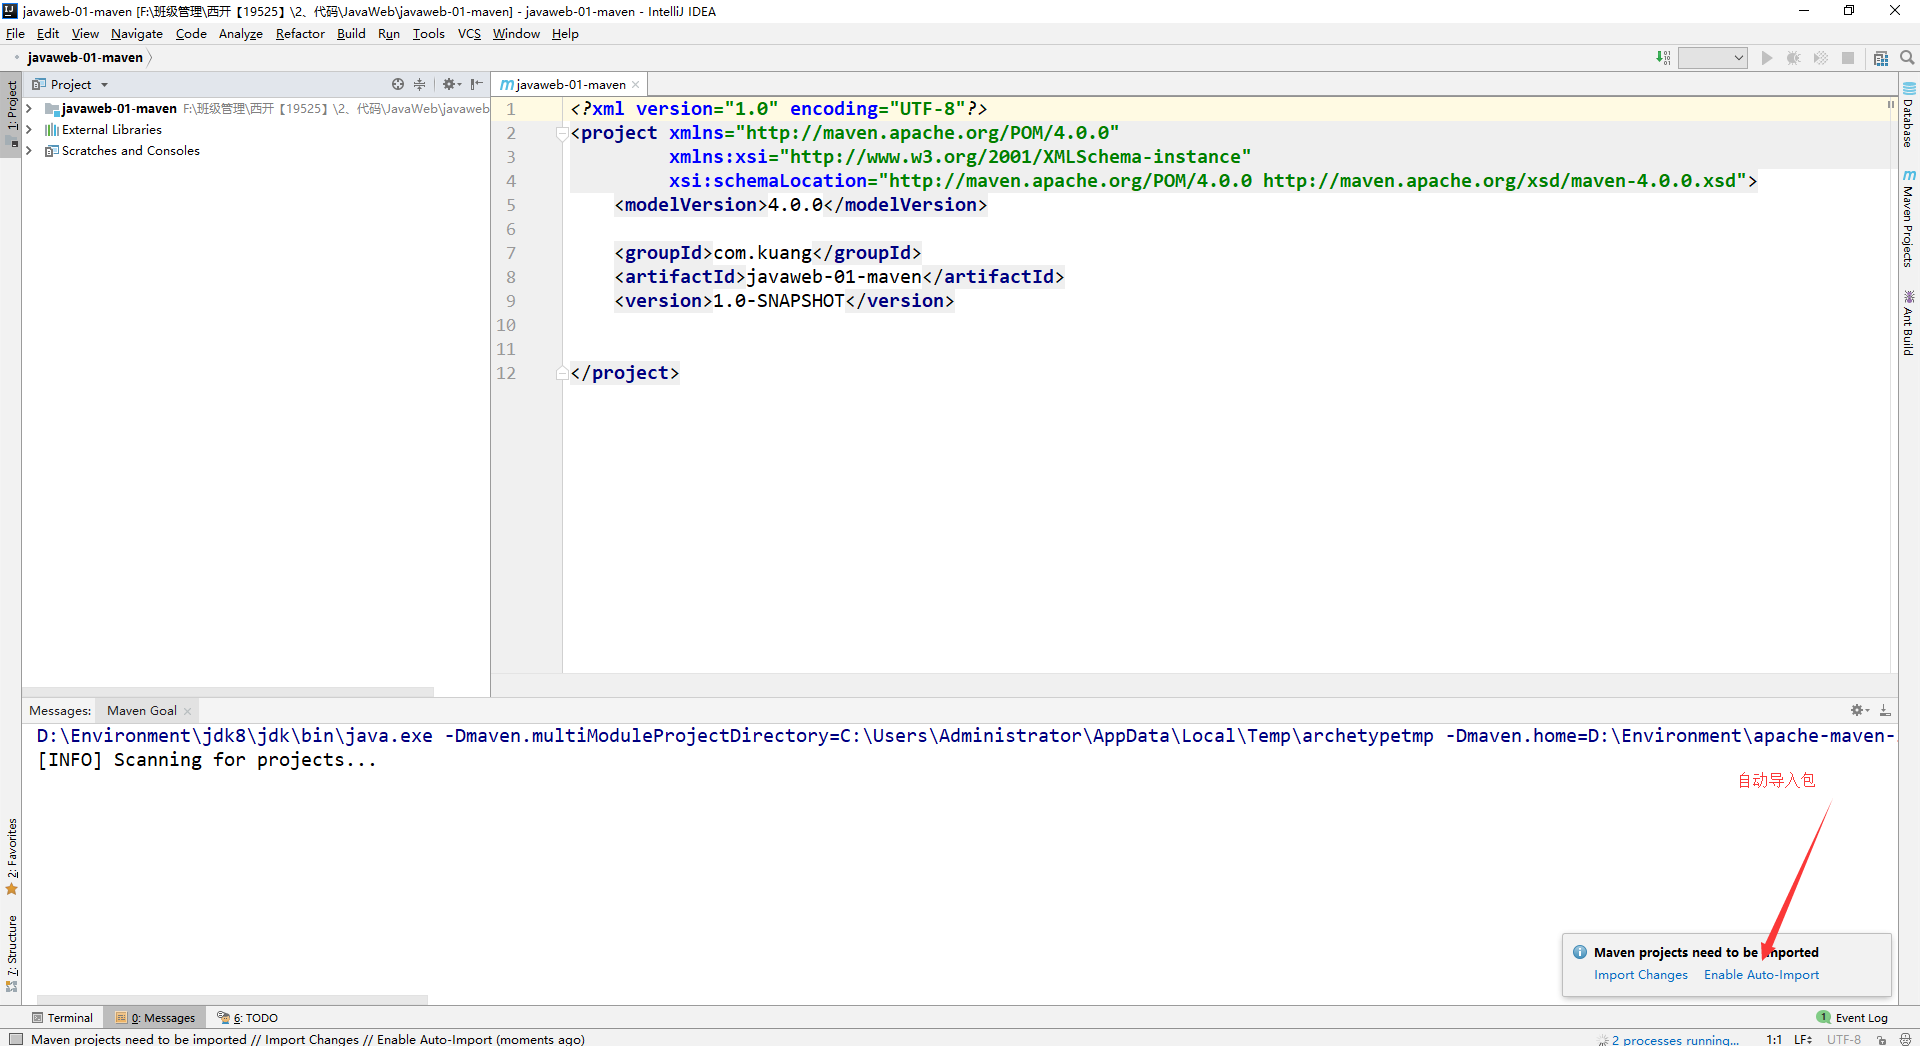 javaweb-01-maven [F:\班级管理\西开【19525】\2、代码\JavaWeb\javaweb-01-maven] - javaweb-01-maven - IntelliJ IDEA
File Edit View Navigate Code Analyze Refactor Build Run Tools VCS Window Help
javaweb-01-maven
Project
javaweb-01-maven F:\班级管理\西开【19525】\2、代码\JavaWeb\javaweb
External Libraries
Scratches and Consoles
1: Project
2: Favorites
7: Structure
javaweb-01-maven
1 <?xml version="1.0" encoding="UTF-8"?>
2 <project xmlns="http://maven.apache.org/POM/4.0.0"
3 xmlns:xsi="http://www.w3.org/2001/XMLSchema-instance"
4 xsi:schemaLocation="http://maven.apache.org/POM/4.0.0 http://maven.apache.org/xsd/maven-4.0.0.xsd">
5 <modelVersion>4.0.0</modelVersion>
6
7 <groupId>com.kuang</groupId>
8 <artifactId>javaweb-01-maven</artifactId>
9 <version>1.0-SNAPSHOT</version>
10
11
12 </project>
Database
Maven Projects
Ant Build
Messages: Maven Goal
D:\Environment\jdk8\jdk\bin\java.exe -Dmaven.multiModuleProjectDirectory=C:\Users\Administrator\AppData\Local\Temp\archetypetmp -Dmaven.home=D:\Environment\apache-maven-
[INFO] Scanning for projects...
自动导入包
Maven projects need to be imported
Import Changes Enable Auto-Import
Terminal 0: Messages 6: TODO 1 Event Log
Maven projects need to be imported // Import Changes // Enable Auto-Import (moments ago) 2 processes running... 1:1 LF UTF-8